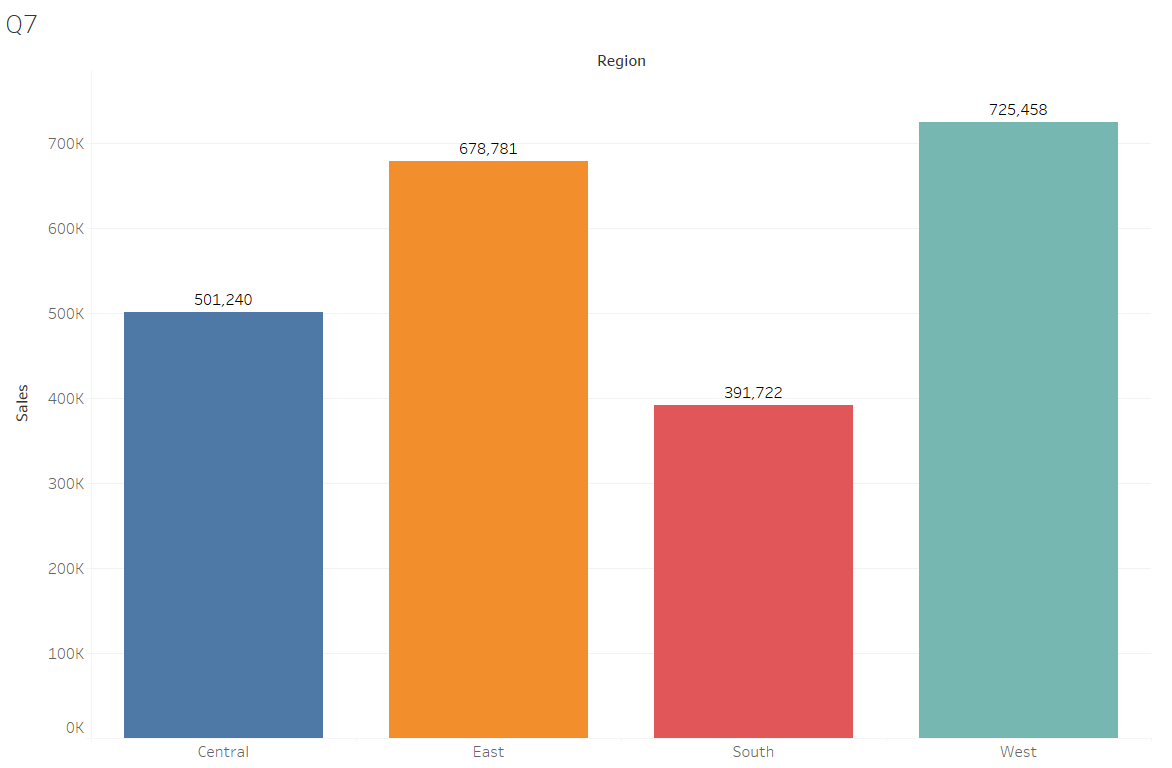 Q7
Region
725,458
700K
678,781
600K
501,240
500K
Sales
400K
391,722
300K
200K
100K
0K
Central East South West